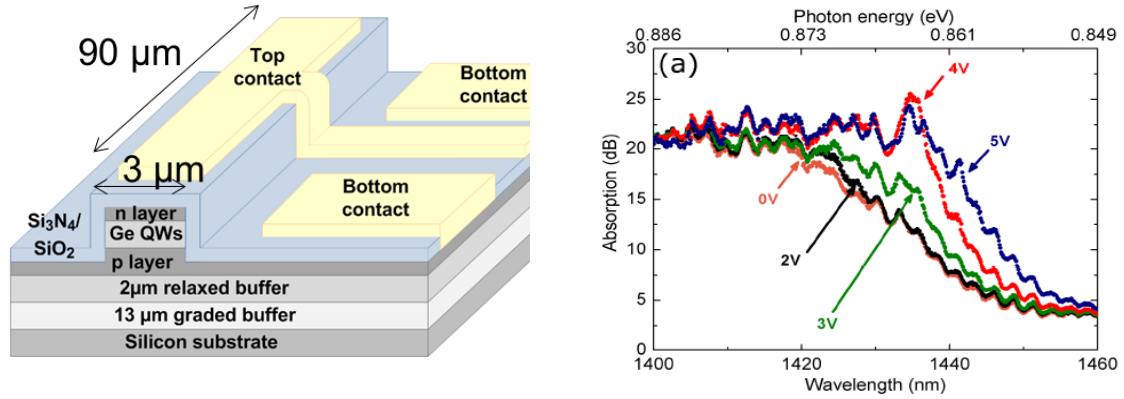 90 μm
Top
contact
Bottom
contact
3 μm
Bottom
contact
n layer
Si3N4/
SiO2
Ge QWs
p layer
2μm relaxed buffer
13 μm graded buffer
Silicon substrate
Photon energy (eV)
0.886 0.873 0.861 0.849
(a)
4V
5V
0V
2V
3V
Absorption (dB)
30
25
20
15
10
5
0
1400 1420 1440 1460
Wavelength (nm)